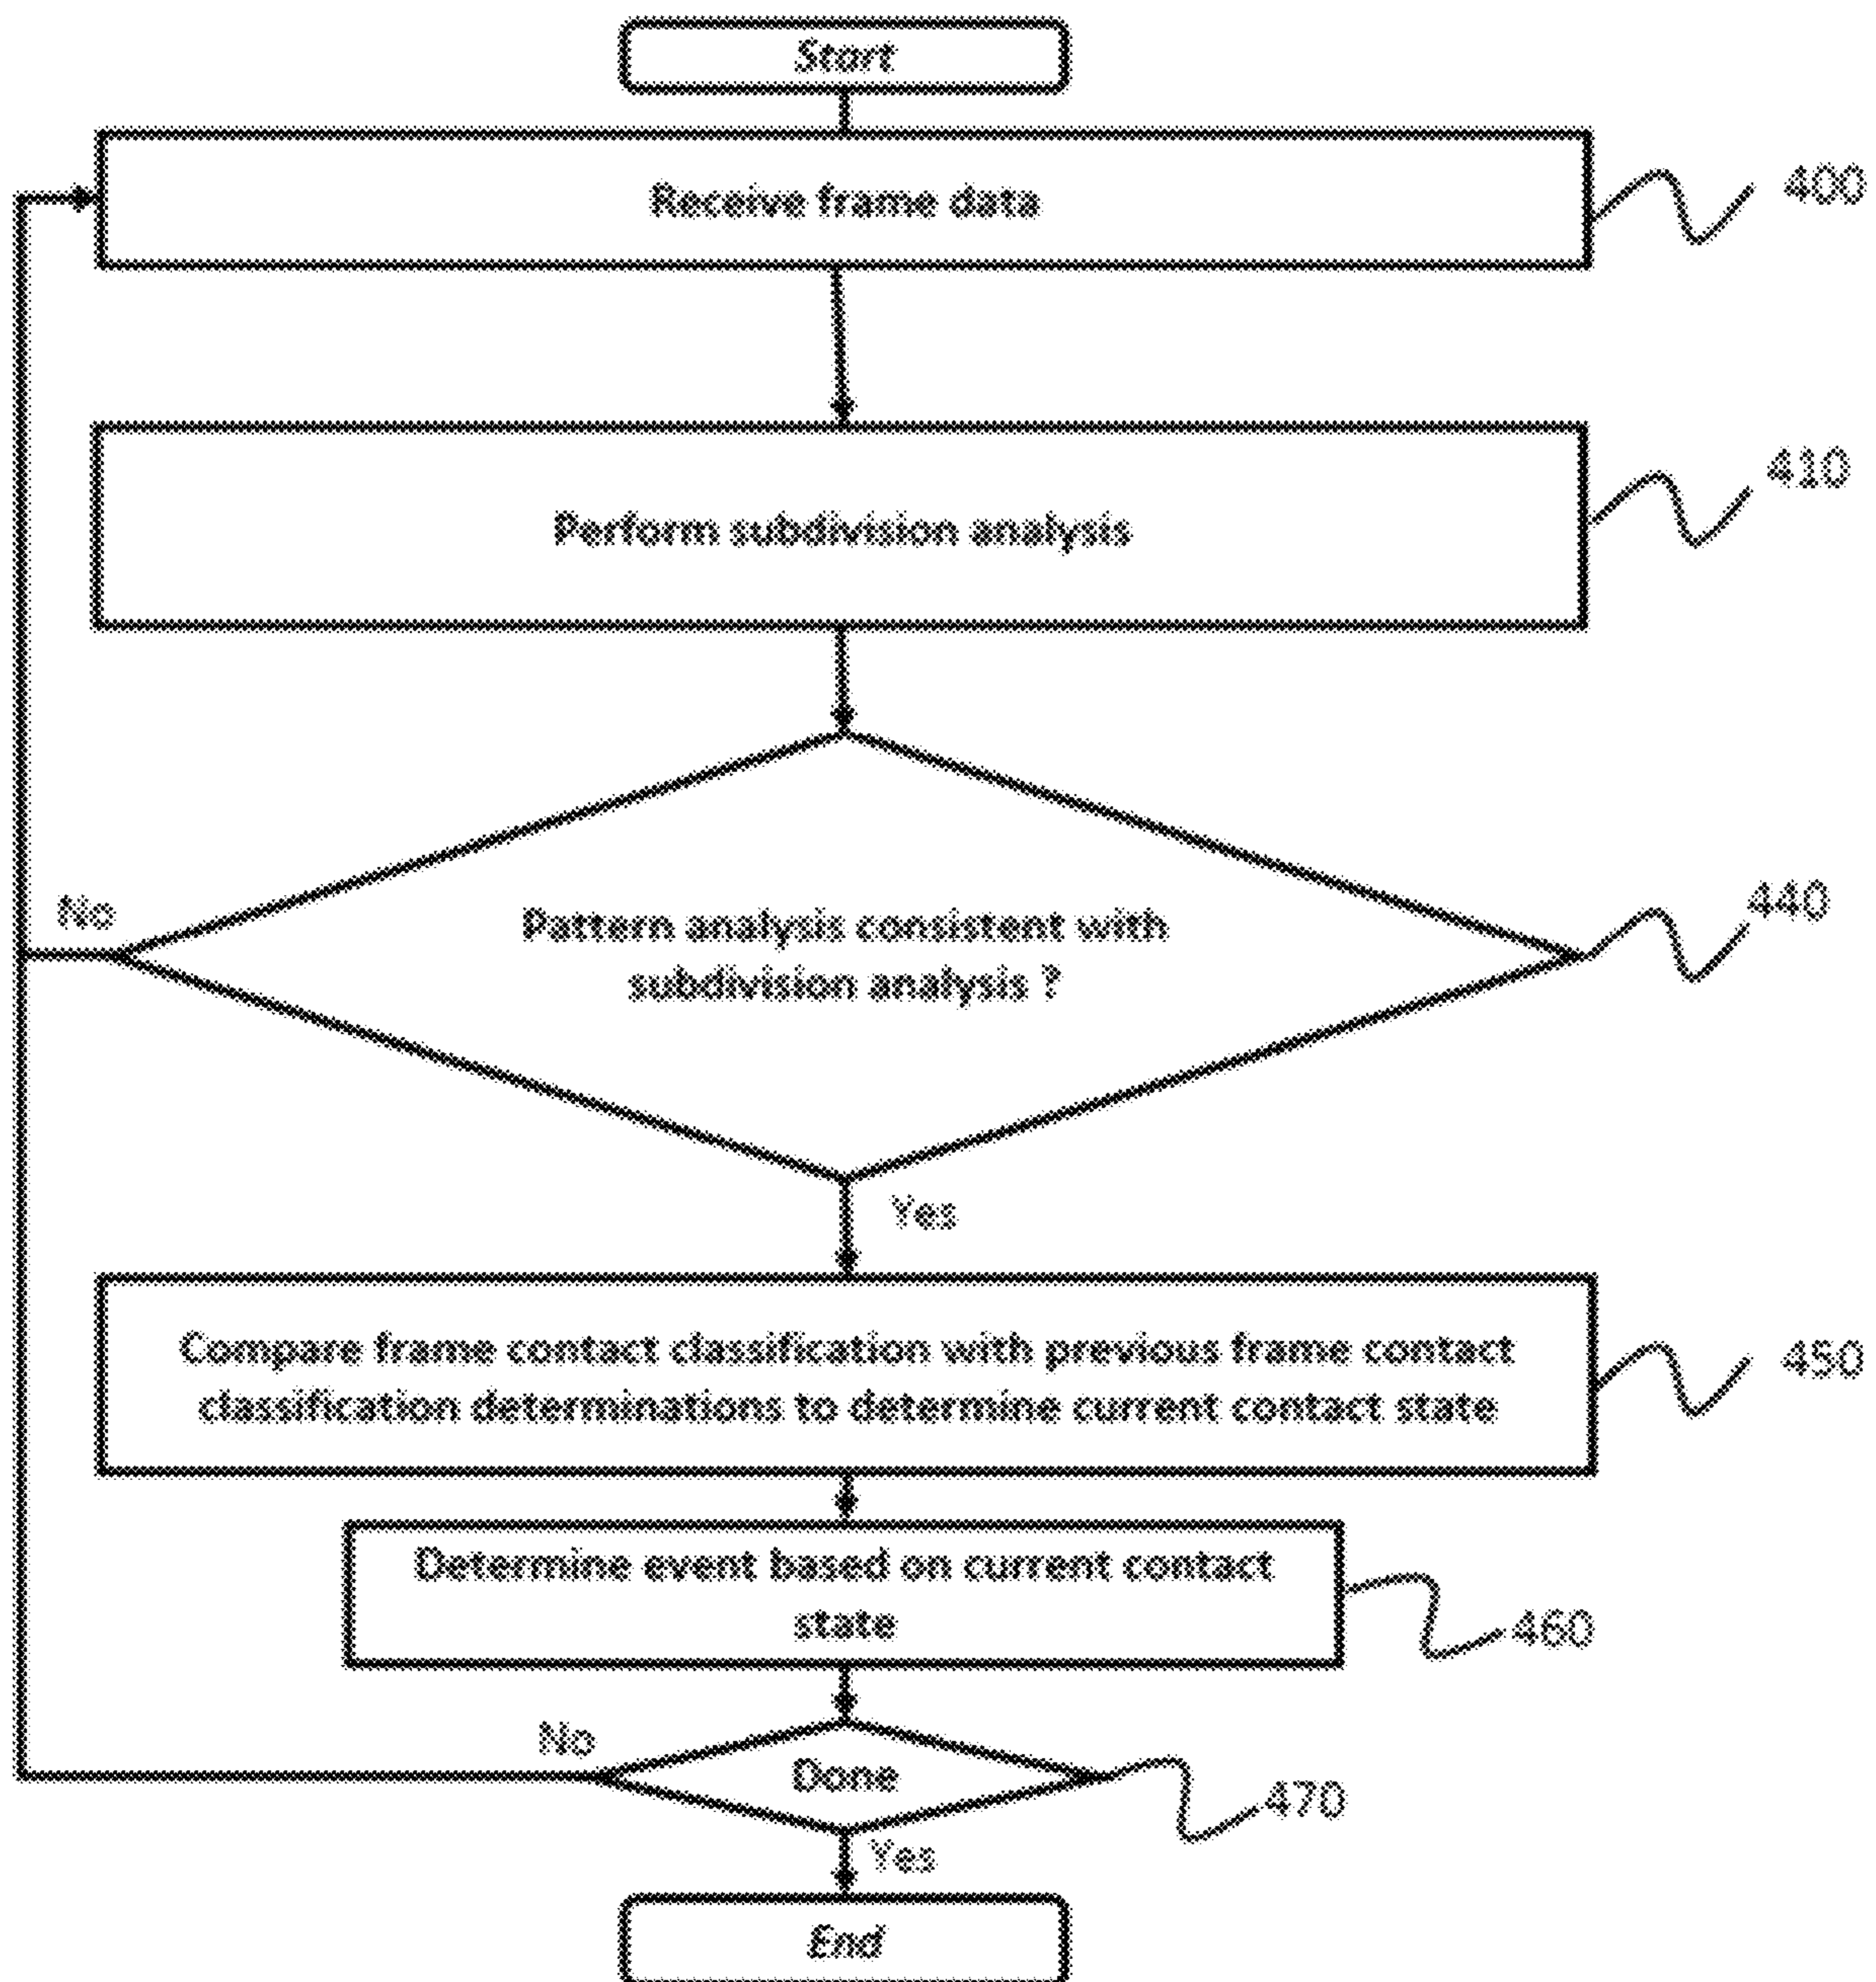 Start
Receive frame data
400
Perform subdivision analysis
410
No
Pattern analysis consistent with
subdivision analysis ?
440
Yes
Compare frame contact classification with previous frame contact
classification determinations to determine current contact state
450
Determine event based on current contact
state
460
No
Done
470
Yes
End